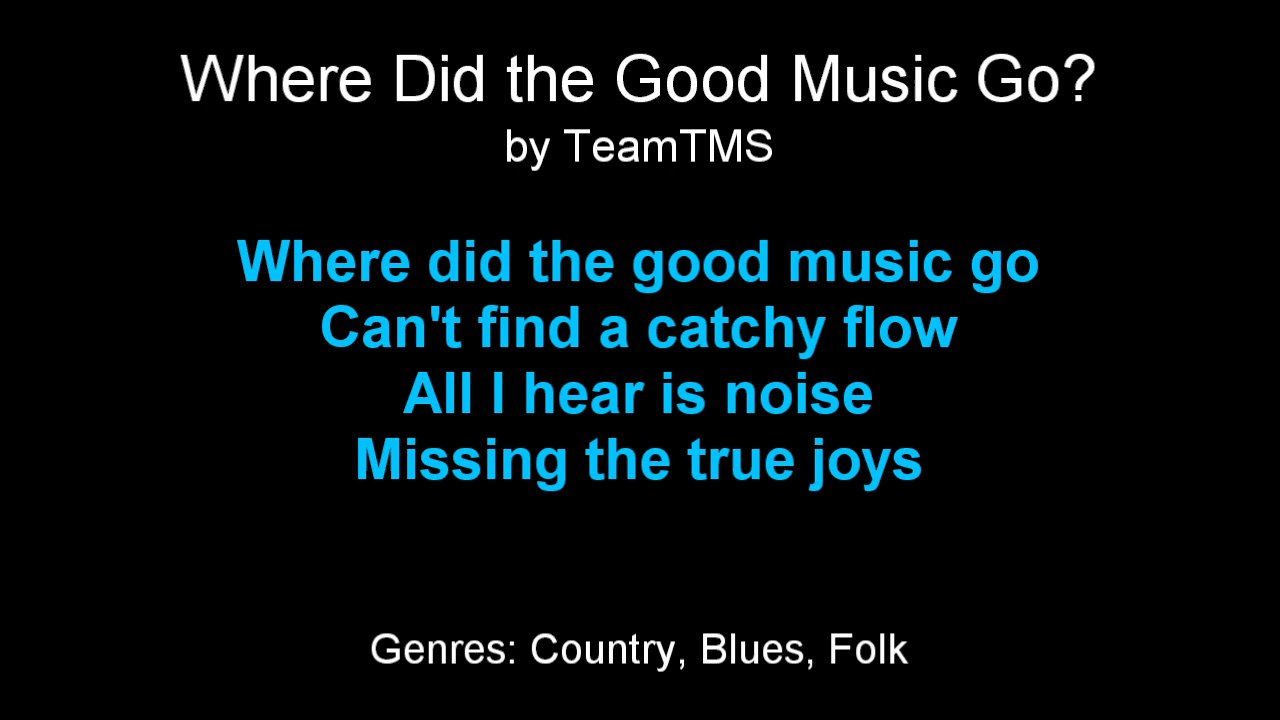 Where Did the Good Music Go?
by TeamTMS
Where did the good music go
Can't find a catchy flow
All I hear is noise
Missing the true joys
Genres: Country, Blues, Folk